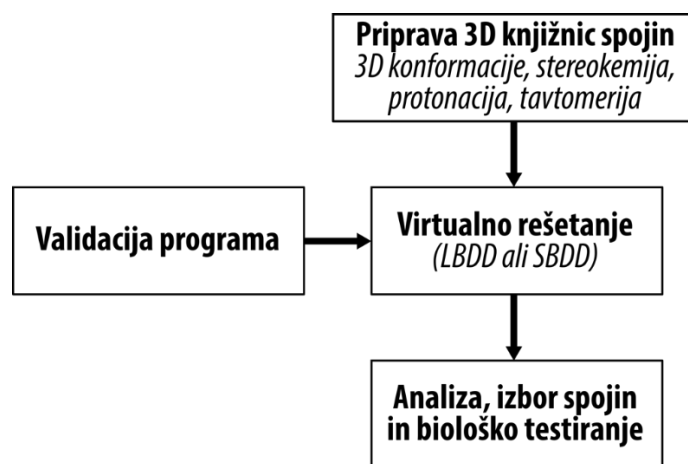 Priprava 3D knjižnic spojin
3D konformacije, stereokemija,
protonacija, tavtomerija
Validacija programa
Virtualno rešetanje
(LBDD ali SBDD)
Analiza, izbor spojin
in biološko testiranje